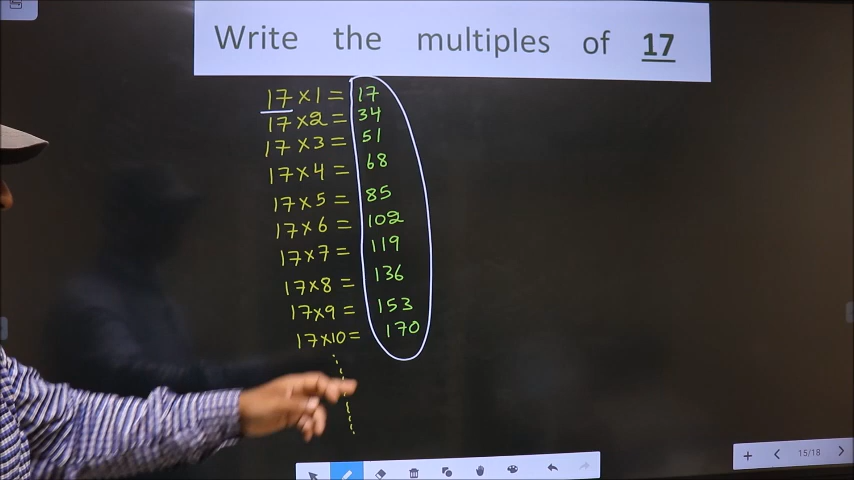 Write the multiples of 17
17 × 1 = 17
17 × 2 = 34
17 × 3 = 51
17 × 4 = 68
17 × 5 = 85
17 × 6 = 102
17 × 7 = 119
17 × 8 = 136
17 × 9 = 153
17 × 10 = 170
15/18